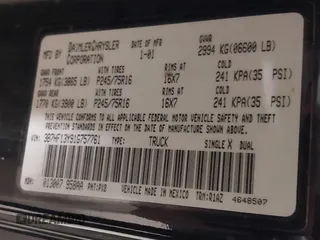 MFD BY DAIMLERCHRYSLER CORPORATION 1-01 GVWR 2994 KG(06600 LB)
GAWR FRONT
1754 KG(3865 LB) P245/75R16 16X7 COLD 241 KPA(35 PSI)
GAWR REAR
1770 KG(3900 LB) P245/75R16 16X7 COLD 241 KPA(35 PSI)
THIS VEHICLE CONFORMS TO ALL APPLICABLE FEDERAL MOTOR VEHICLE SAFETY AND THEFT
PREVENTION STANDARDS IN EFFECT ON THE DATE OF MANUFACTURE SHOWN ABOVE.
VEHICLE TYPE: TRUCK SINGLE X DUAL
MADE IN MEXICO
4648507